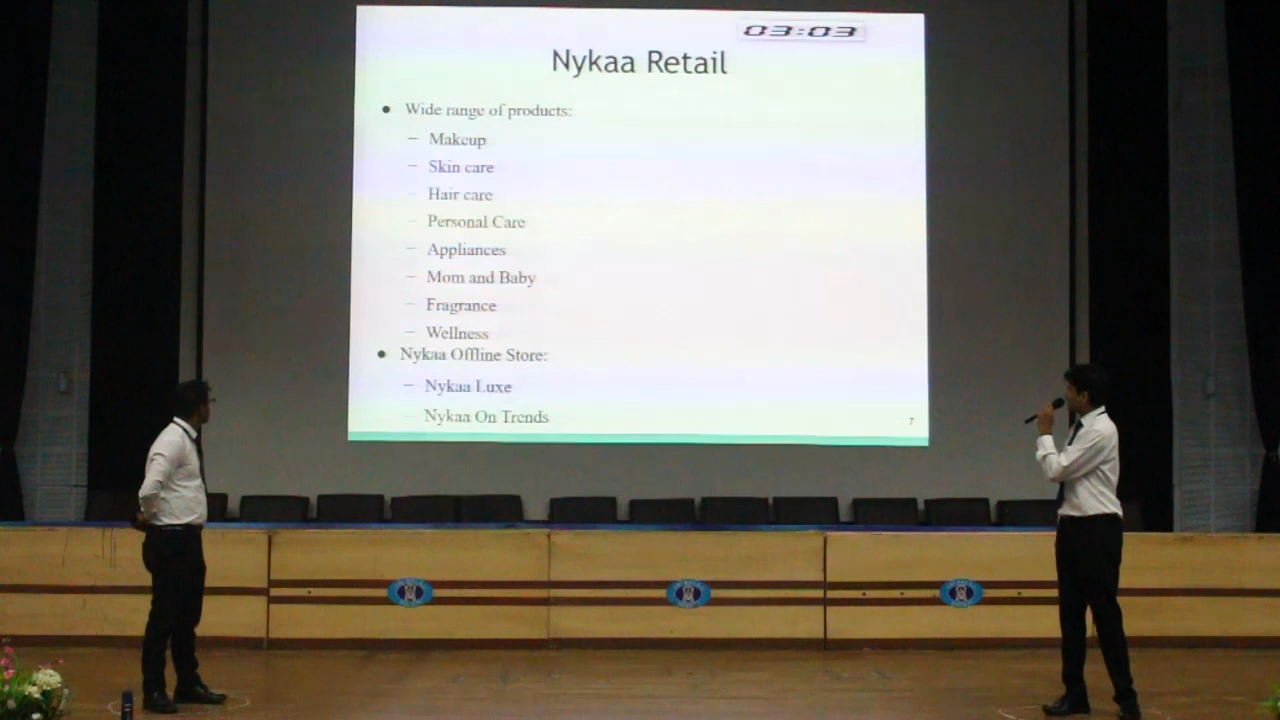 03:03
Nykaa Retail
• Wide range of products:
– Makeup
– Skin care
– Hair care
– Personal Care
– Appliances
– Mom and Baby
– Fragrance
– Wellness
• Nykaa Offline Store:
– Nykaa Luxe
– Nykaa On Trends
7